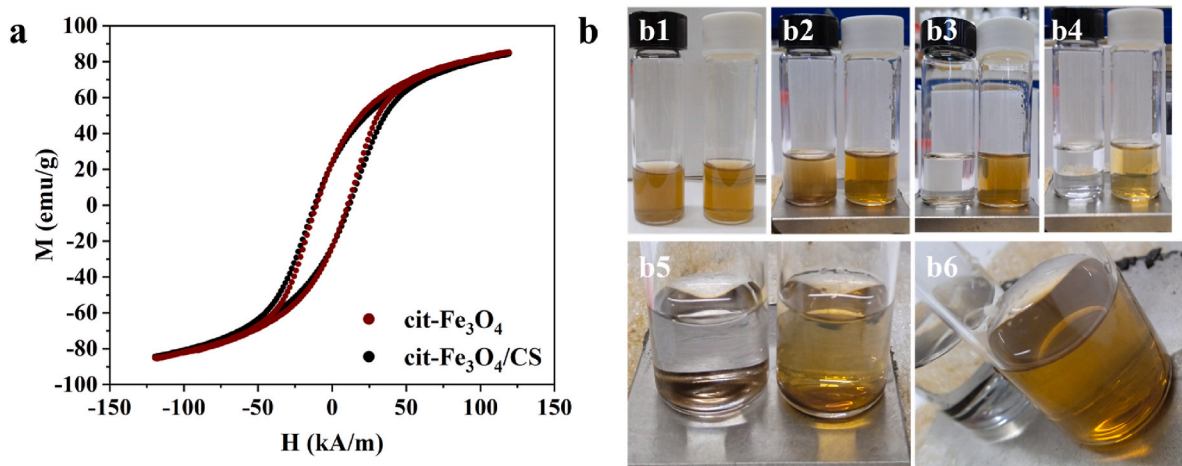 a
M (emu/g)
100
80
60
40
20
0
-20
-40
-60
-80
-100
cit-Fe₃O₄
cit-Fe₃O₄/CS
-150 -100 -50 0 50 100 150
H (kA/m)
b
b1 b2 b3 b4
b5 b6